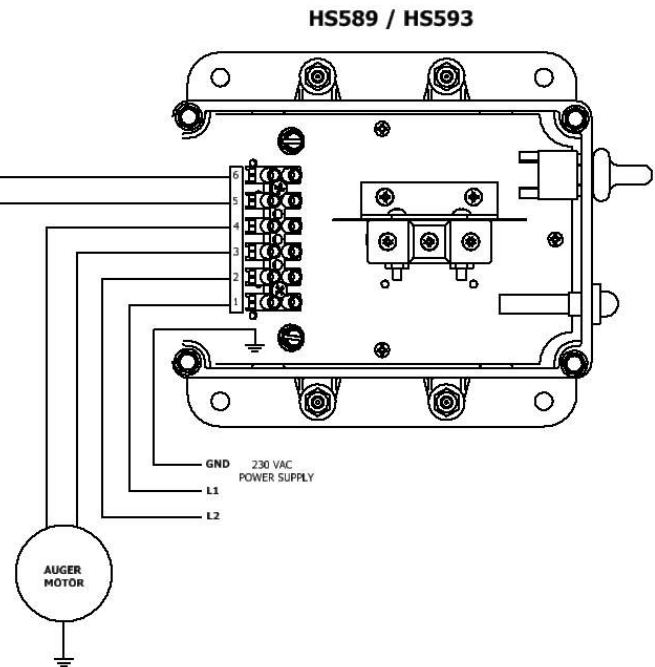 HS589 / HS593
6
5
4
3
2
1
GND
230 VAC
POWER SUPPLY
L1
L2
AUGER
MOTOR